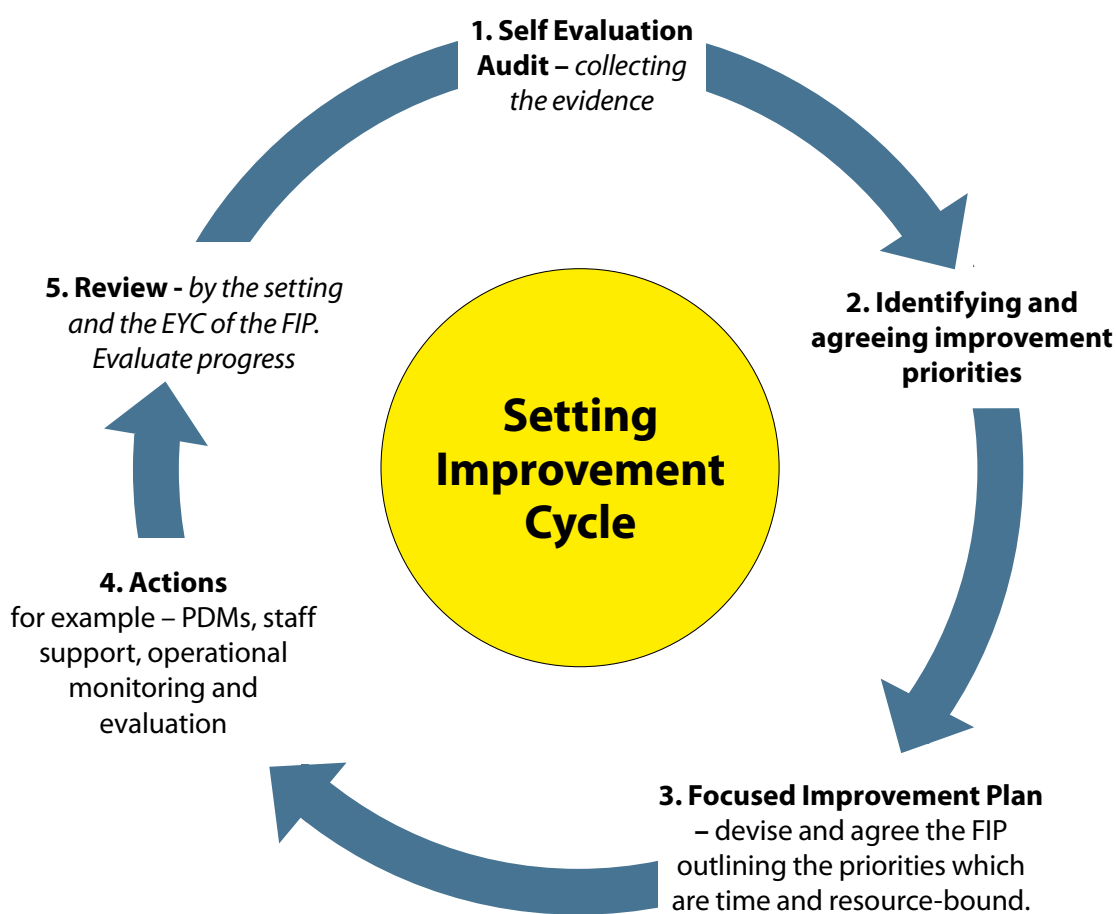 1. Self Evaluation
Audit – collecting
the evidence
2. Identifying and
agreeing improvement
priorities
3. Focused Improvement Plan
– devise and agree the FIP
outlining the priorities which
are time and resource-bound.
4. Actions
for example – PDMs, staff
support, operational
monitoring and
evaluation
5. Review - by the setting
and the EYC of the FIP.
Evaluate progress
Setting
Improvement
Cycle